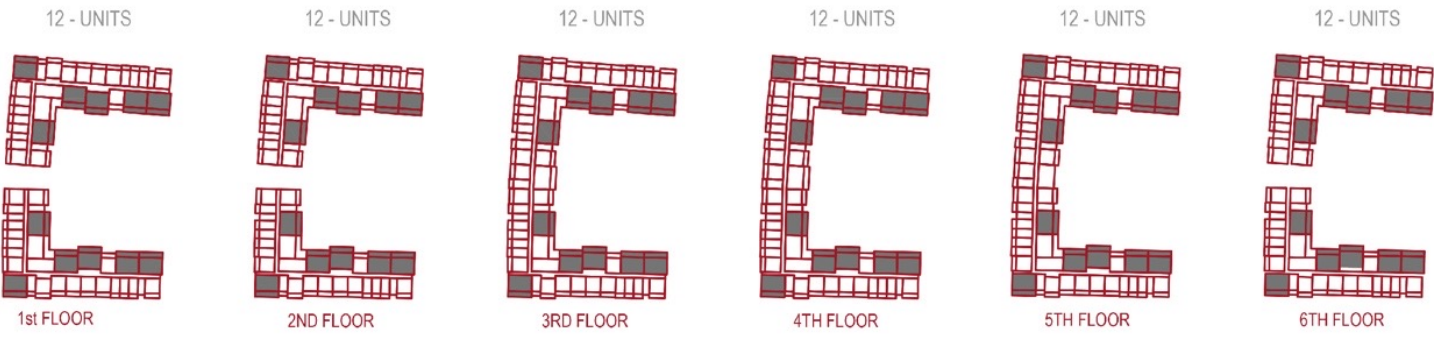 12 - UNITS
12 - UNITS
12 - UNITS
12 - UNITS
12 - UNITS
12 - UNITS
1st FLOOR
2ND FLOOR
3RD FLOOR
4TH FLOOR
5TH FLOOR
6TH FLOOR